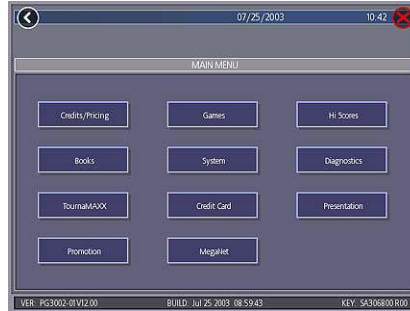 07/25/2003 10:42
MAIN MENU
Credits/Pricing Games Hi Scores
Books System Diagnostics
TournaMAXX Credit Card Presentation
Promotion MegaNet
VER: PG3002-01V12.00 BUILD: Jul 25 2003 08:59:43 KEY: SA306800 R00